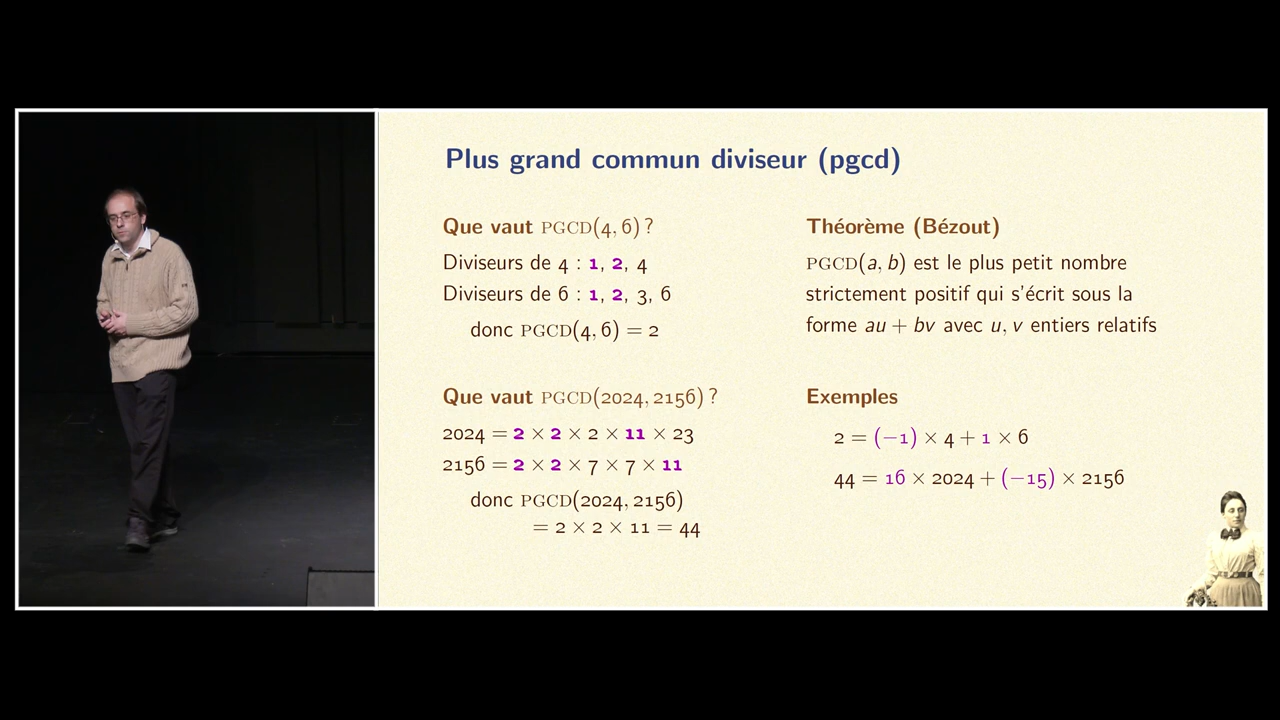 Plus grand commun diviseur (pgcd)
Que vaut PGCD(4, 6) ?
Diviseurs de 4 : 1, 2, 4
Diviseurs de 6 : 1, 2, 3, 6
donc PGCD(4, 6) = 2
Que vaut PGCD(2024, 2156) ?
2024 = 2 × 2 × 2 × 11 × 23
2156 = 2 × 2 × 7 × 7 × 11
donc PGCD(2024, 2156)
= 2 × 2 × 11 = 44
Théorème (Bézout)
PGCD(a, b) est le plus petit nombre
strictement positif qui s'écrit sous la
forme au + bv avec u, v entiers relatifs
Exemples
2 = (−1) × 4 + 1 × 6
44 = 16 × 2024 + (−15) × 2156